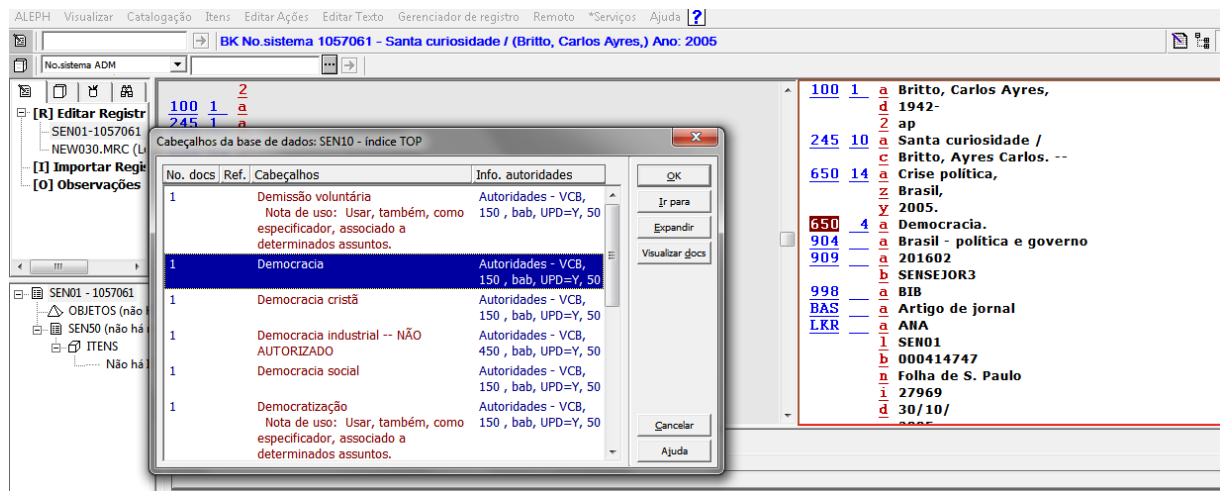 ALEPH Visualizar Catalogação Itens Editar Ações Editar Texto Gerenciador de registro Remoto *Serviços Ajuda ?
BK No.sistema 1057061 - Santa curiosidade / (Britto, Carlos Ayres,) Ano: 2005
No.sistema ADM
[R] Editar Registr
SEN01-1057061
NEW030.MRC (L
[I] Importar Regis
[O] Observações
SEN01 - 1057061
OBJETOS (não
SEN50 (não há
ITENS
Não há
2
100 1 a
245 1 a
Cabeçalhos da base de dados: SEN10 - índice TOP
No. docs Ref. Cabeçalhos Info. autoridades
1 Demissão voluntária Autoridades - VCB,
Nota de uso: Usar, também, como 150 , bab, UPD=Y, 50
especificador, associado a
determinados assuntos.
1 Democracia Autoridades - VCB,
150 , bab, UPD=Y, 50
1 Democracia cristã Autoridades - VCB,
150 , bab, UPD=Y, 50
1 Democracia industrial -- NÃO Autoridades - VCB,
AUTORIZADO 450 , bab, UPD=Y, 50
1 Democracia social Autoridades - VCB,
150 , bab, UPD=Y, 50
1 Democratização Autoridades - VCB,
Nota de uso: Usar, também, como 150 , bab, UPD=Y, 50
especificador, associado a
determinados assuntos.
OK
Ir para
Expandir
Visualizar docs
Cancelar
Ajuda
100 1 a Britto, Carlos Ayres,
d 1942-
2 ap
245 10 a Santa curiosidade /
c Britto, Ayres Carlos. --
650 14 a Crise política,
z Brasil,
y 2005.
650 4 a Democracia.
904 a Brasil - política e governo
909 a 201602
b SENSEJOR3
998 a BIB
BAS a Artigo de jornal
LKR a ANA
l SEN01
b 000414747
n Folha de S. Paulo
i 27969
d 30/10/